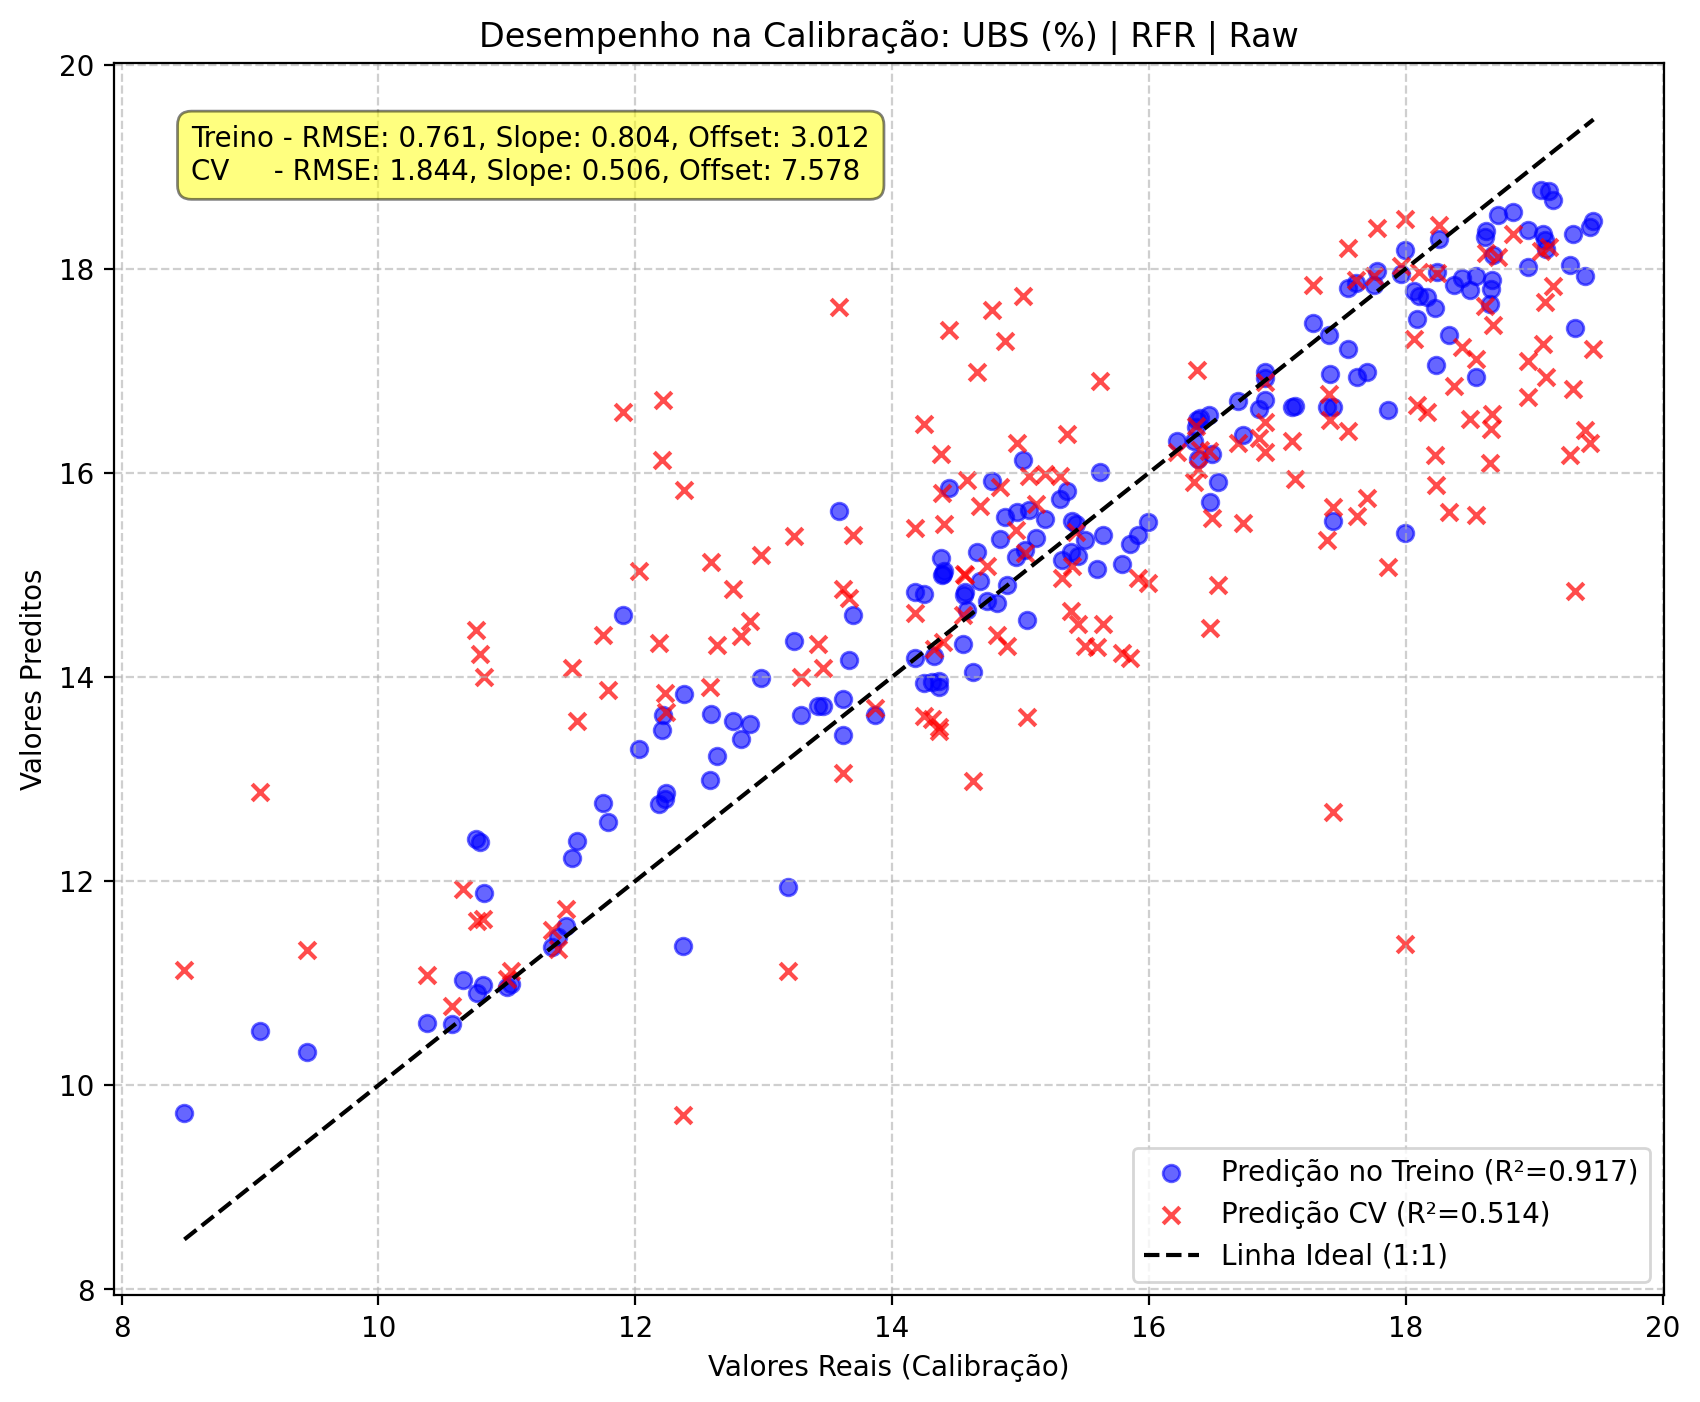 Desempenho na Calibração: UBS (%) | RFR | Raw
20
18
16
14
12
10
8
Valores Preditos
Treino - RMSE: 0.761, Slope: 0.804, Offset: 3.012
CV - RMSE: 1.844, Slope: 0.506, Offset: 7.578
Predição no Treino (R²=0.917)
Predição CV (R²=0.514)
Linha Ideal (1:1)
8 10 12 14 16 18 20
Valores Reais (Calibração)